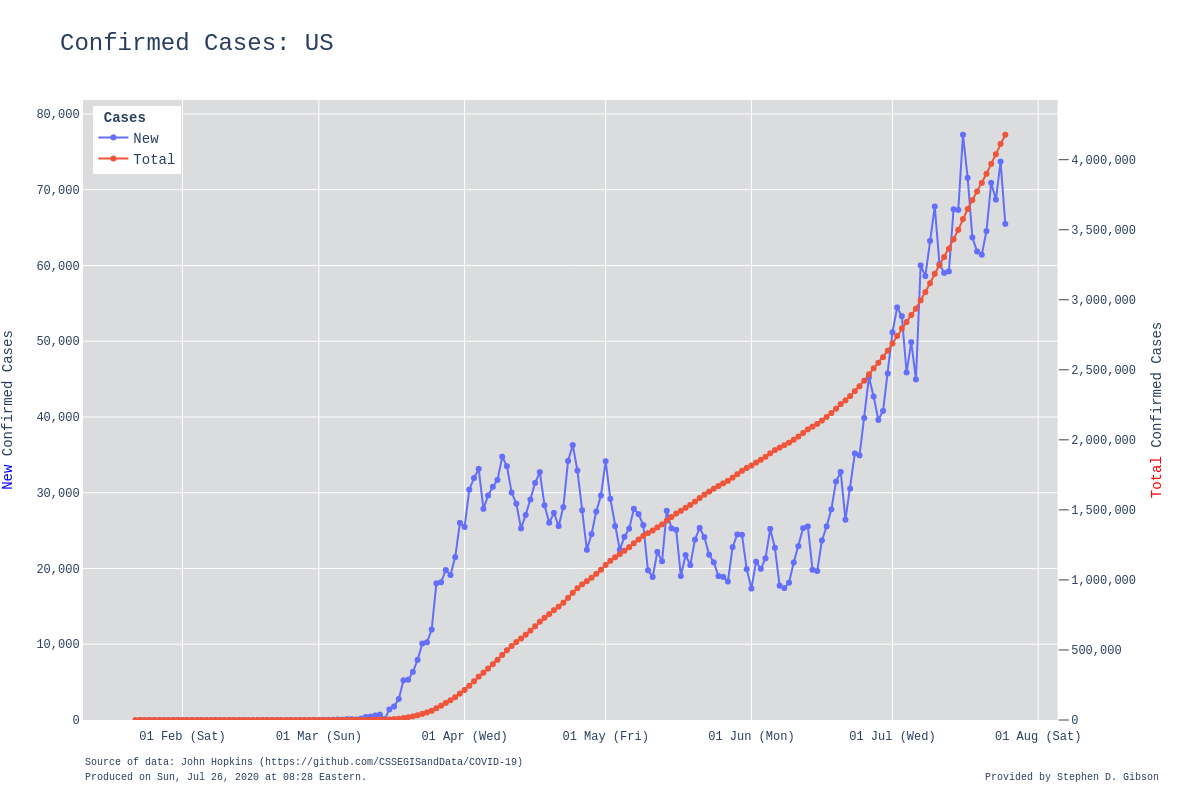 Confirmed Cases: US
Cases
New
Total
80,000
70,000
60,000
50,000
40,000
30,000
20,000
10,000
0
New Confirmed Cases
4,000,000
3,500,000
3,000,000
2,500,000
2,000,000
1,500,000
1,000,000
500,000
0
Total Confirmed Cases
01 Feb (Sat) 01 Mar (Sun) 01 Apr (Wed) 01 May (Fri) 01 Jun (Mon) 01 Jul (Wed) 01 Aug (Sat)
Source of data: John Hopkins (https://github.com/CSSEGISandData/COVID-19)
Produced on Sun, Jul 26, 2020 at 08:28 Eastern.
Provided by Stephen D. Gibson